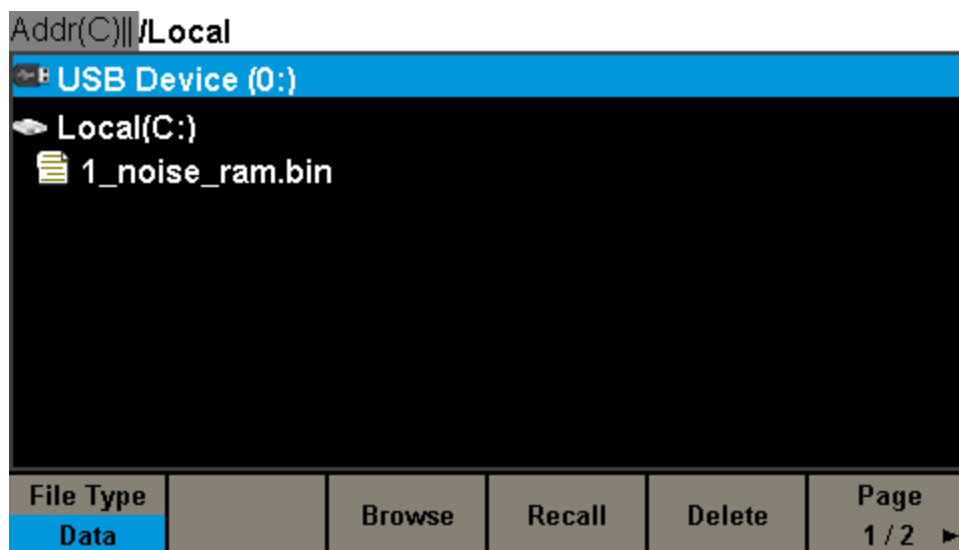 Addr(C)|| /Local
USB Device (0:)
Local(C:)
1_noise_ram.bin
File Type
Data
Browse
Recall
Delete
Page
1 / 2